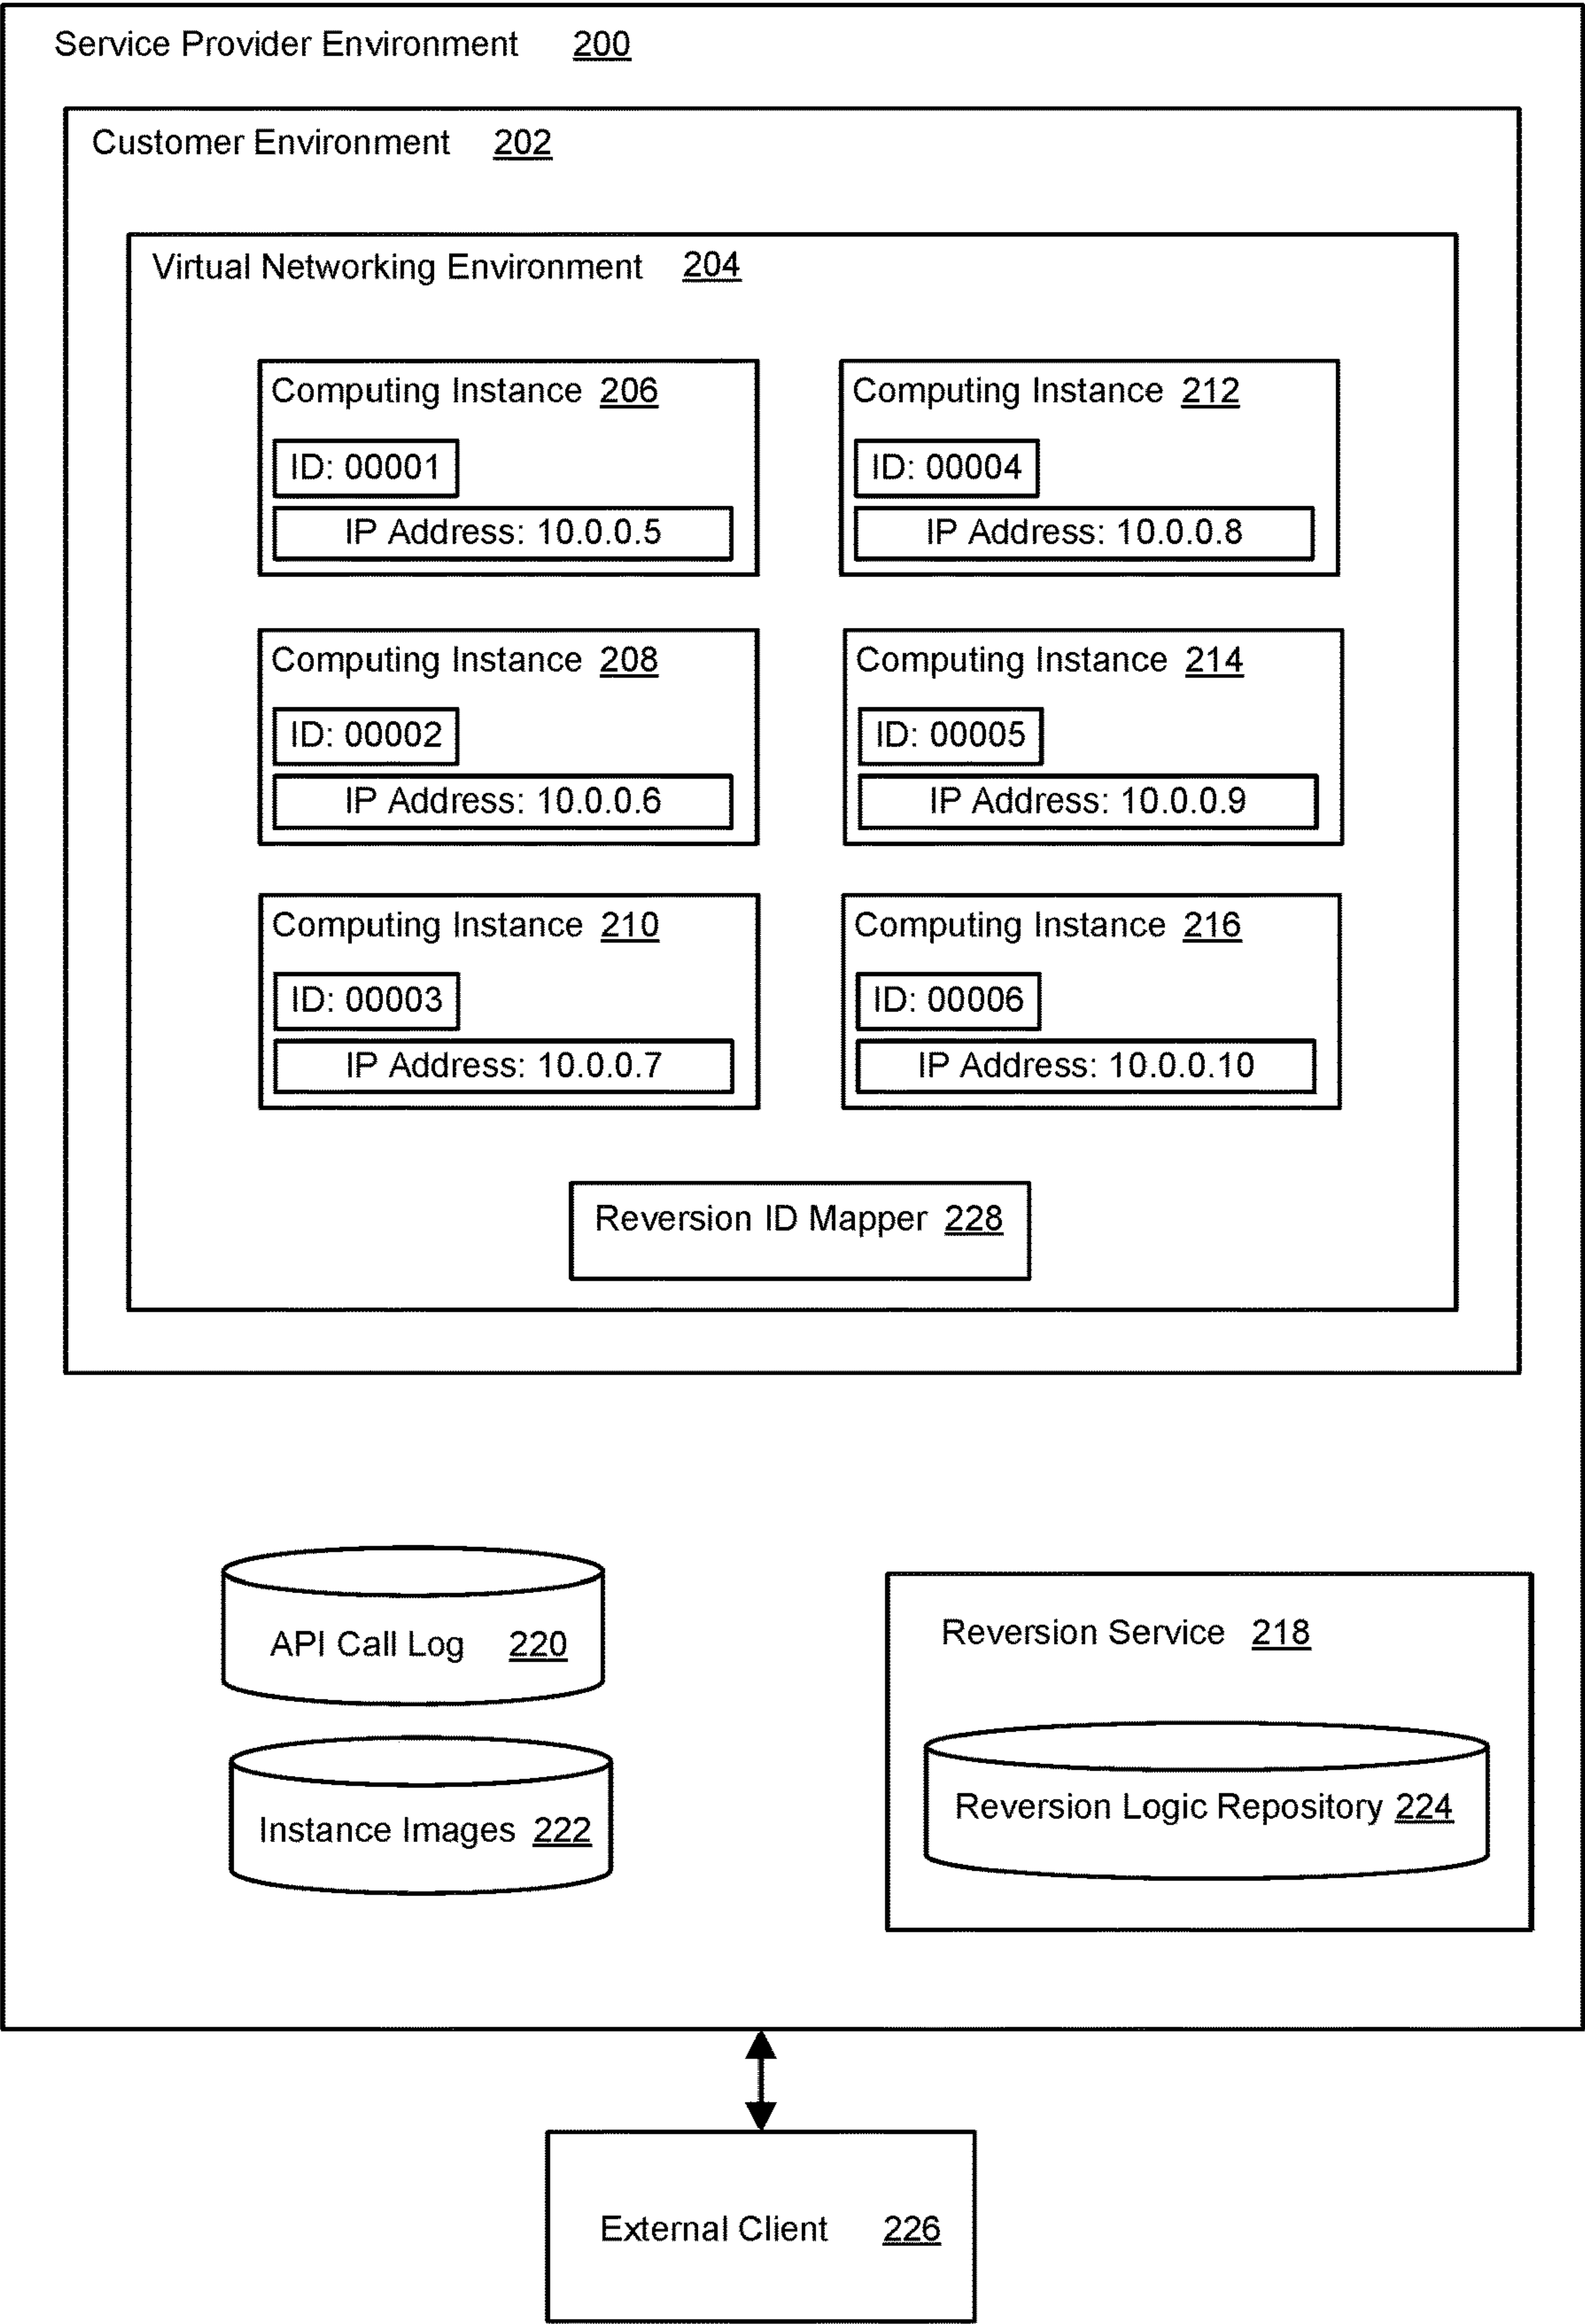 Service Provider Environment 200
Customer Environment 202
Virtual Networking Environment 204
Computing Instance 206
ID: 00001
IP Address: 10.0.0.5
Computing Instance 212
ID: 00004
IP Address: 10.0.0.8
Computing Instance 208
ID: 00002
IP Address: 10.0.0.6
Computing Instance 214
ID: 00005
IP Address: 10.0.0.9
Computing Instance 210
ID: 00003
IP Address: 10.0.0.7
Computing Instance 216
ID: 00006
IP Address: 10.0.0.10
Reversion ID Mapper 228
API Call Log 220
Instance Images 222
Reversion Service 218
Reversion Logic Repository 224
External Client 226